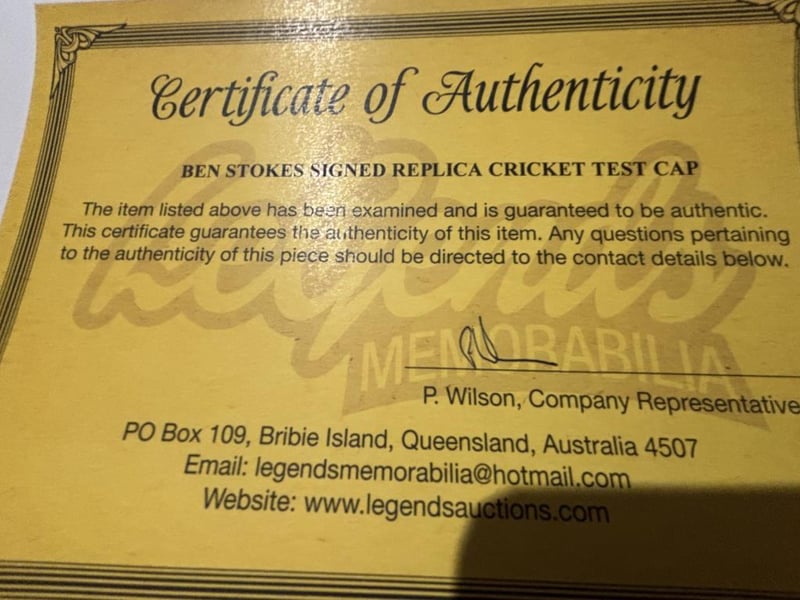 Certificate of Authenticity
BEN STOKES SIGNED REPLICA CRICKET TEST CAP
The item listed above has been examined and is guaranteed to be authentic.
This certificate guarantees the authenticity of this item. Any questions pertaining
to the authenticity of this piece should be directed to the contact details below.
Legends
MEMORABILIA
P. Wilson, Company Representative
PO Box 109, Bribie Island, Queensland, Australia 4507
Email: legendsmemorabilia@hotmail.com
Website: www.legendsauctions.com